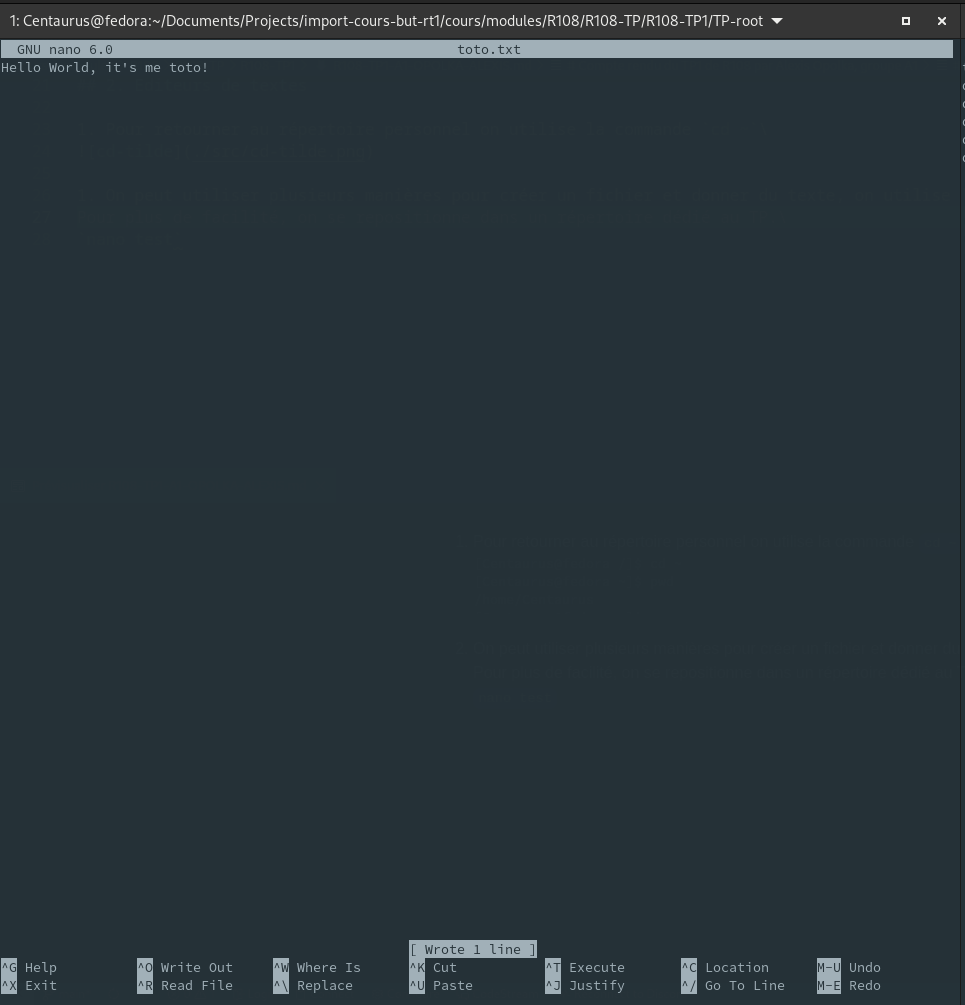 1: Centaurus@fedora:~/Documents/Projects/import-cours-but-rt1/cours/modules/R108/R108-TP/R108-TP1/TP-root
GNU nano 6.0 toto.txt
Hello World, it's me toto!
[ Wrote 1 line ]
^G Help ^O Write Out ^W Where Is ^K Cut ^T Execute ^C Location M-U Undo
^X Exit ^R Read File ^\ Replace ^U Paste ^J Justify ^/ Go To Line M-E Redo